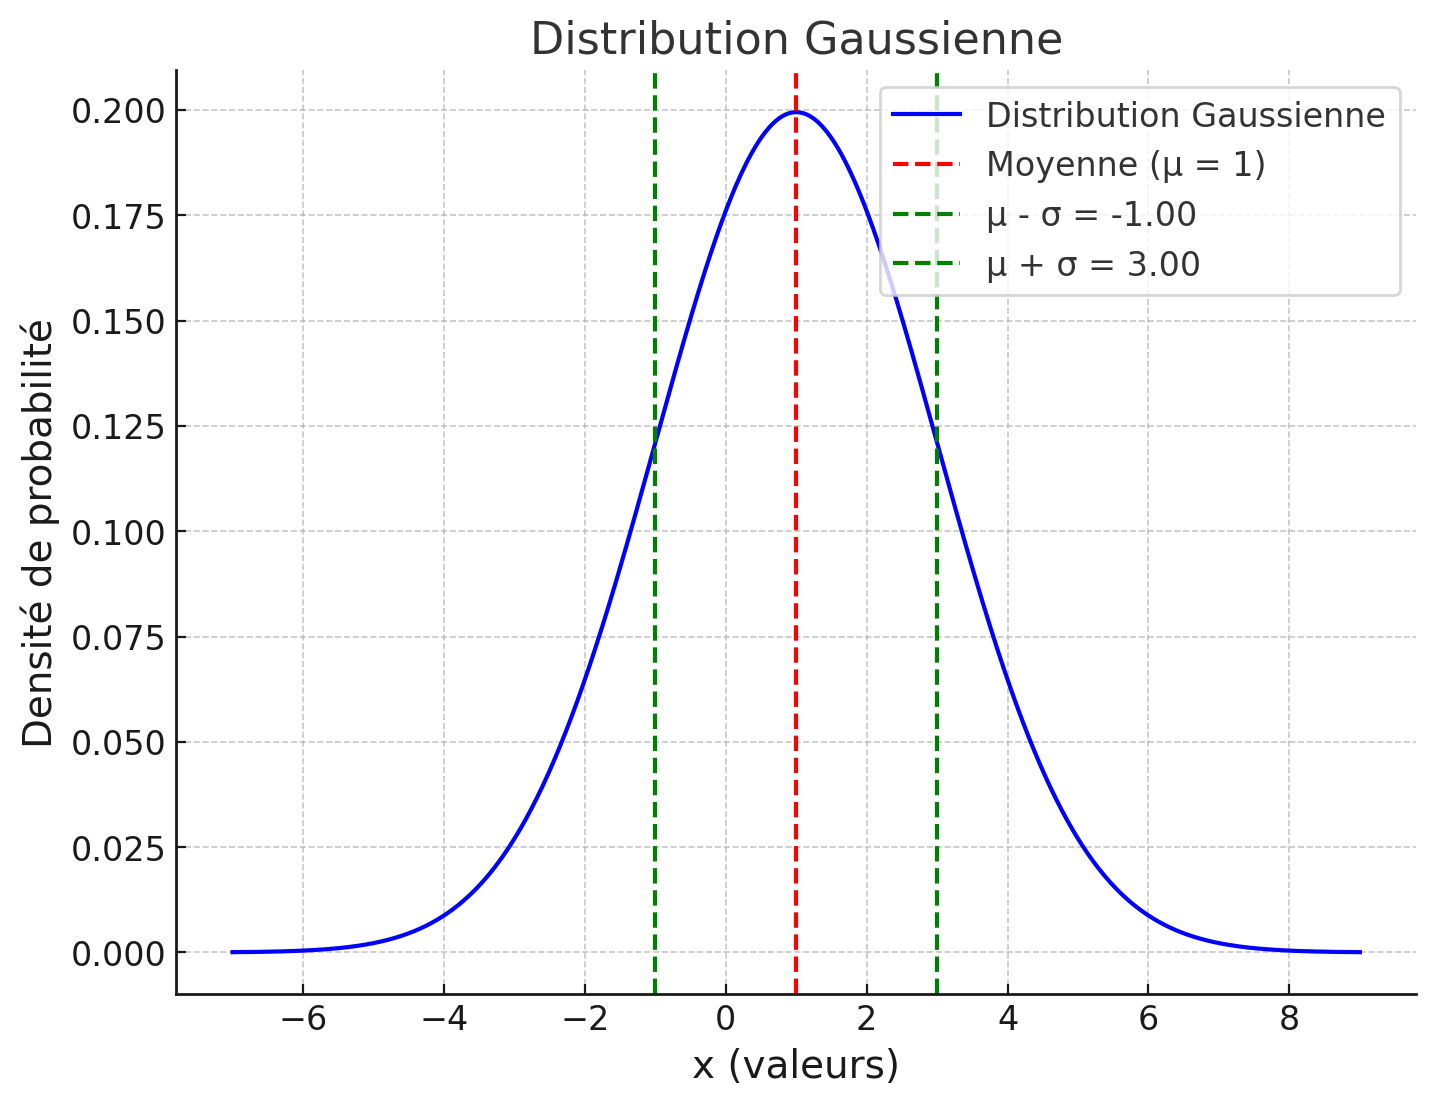 Distribution Gaussienne
Distribution Gaussienne
Moyenne (μ = 1)
μ - σ = -1.00
μ + σ = 3.00
Densité de probabilité
0.200
0.175
0.150
0.125
0.100
0.075
0.050
0.025
0.000
−6 −4 −2 0 2 4 6 8
x (valeurs)